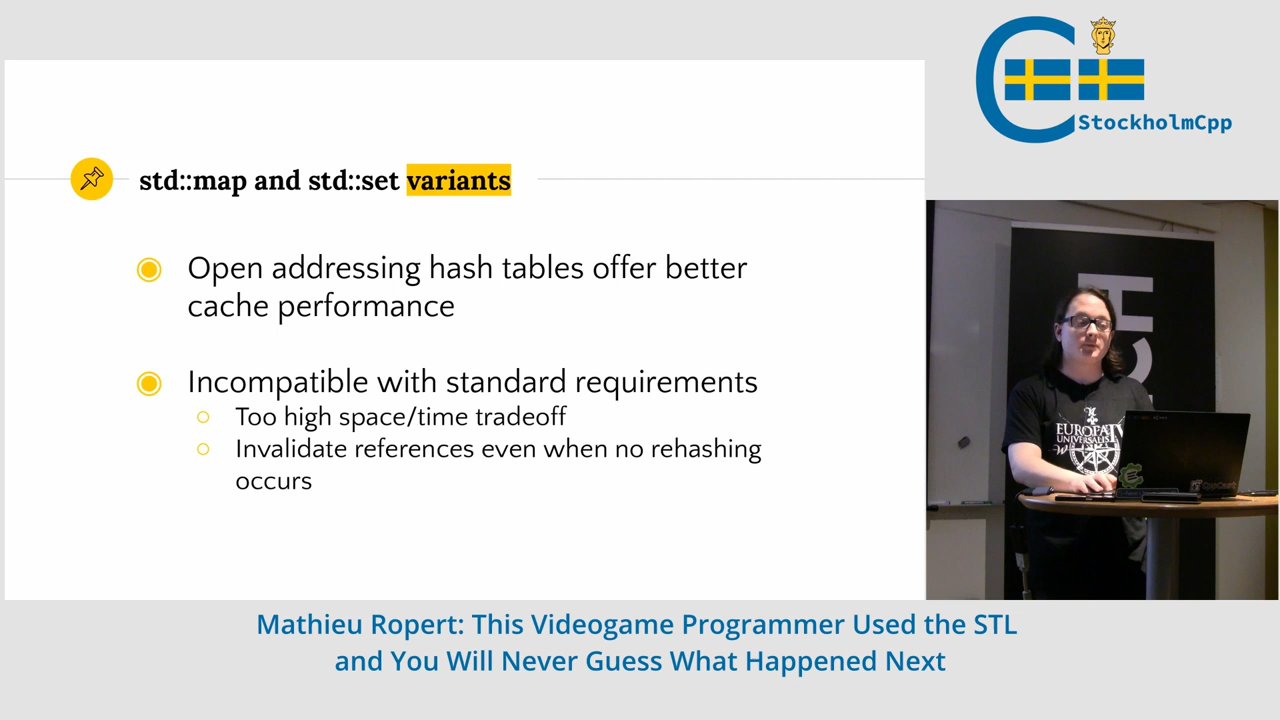 StockholmCpp
std::map and std::set variants
Open addressing hash tables offer better
cache performance
Incompatible with standard requirements
Too high space/time tradeoff
Invalidate references even when no rehashing
occurs
EUROPA
UNIVERSALIS
Mathieu Ropert: This Videogame Programmer Used the STL
and You Will Never Guess What Happened Next